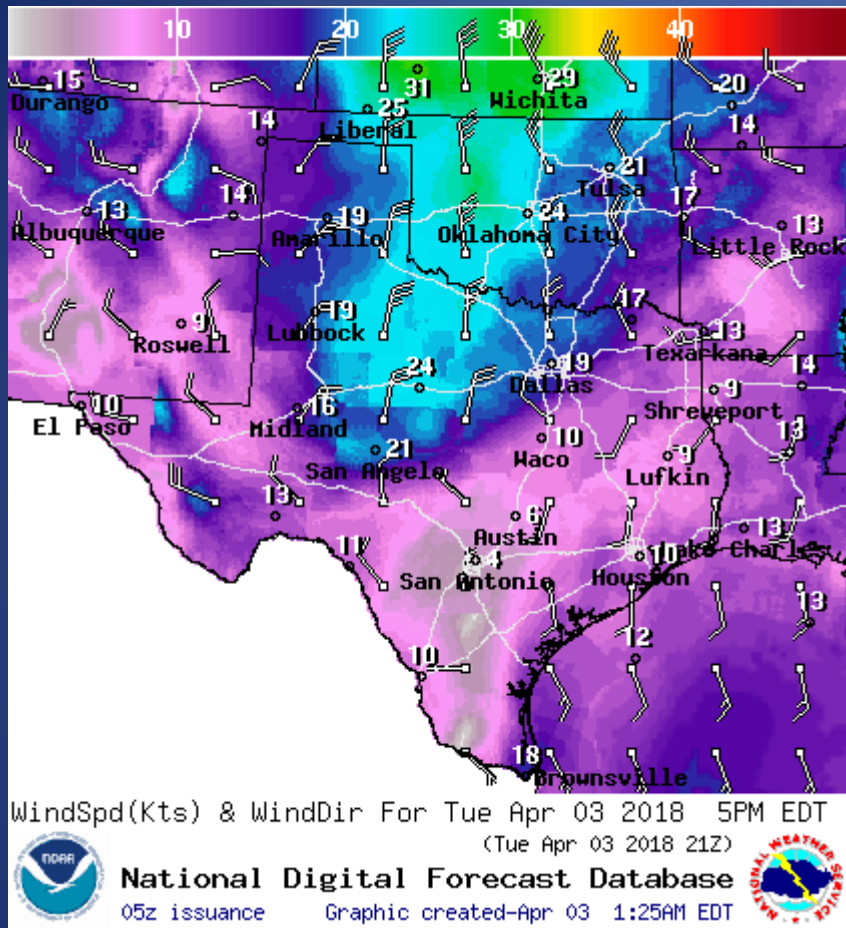 10 20 30 40
15 31 29
Durango 25 Wichita 20
14 Liberal 14
21
Tulsa
13 14 19 24 17 13
Albuquerque Amarillo Oklahoma City Little Rock
9 19 17 13
Roswell Lubbock Texarkana
24 19 14
Dallas 9
10 16 Shreveport
El Paso Midland 10 13
21 Waco 9
San Angelo Lufkin
13 6 13
Austin Lake Charles
11 4 10
San Antonio Houston
13
12
10
18
Brownsville
WindSpd(Kts) & WindDir For Tue Apr 03 2018 5PM EDT
(Tue Apr 03 2018 21Z)
NOAA
National Digital Forecast Database
05z issuance Graphic created-Apr 03 1:25AM EDT
NATIONAL WEATHER SERVICE